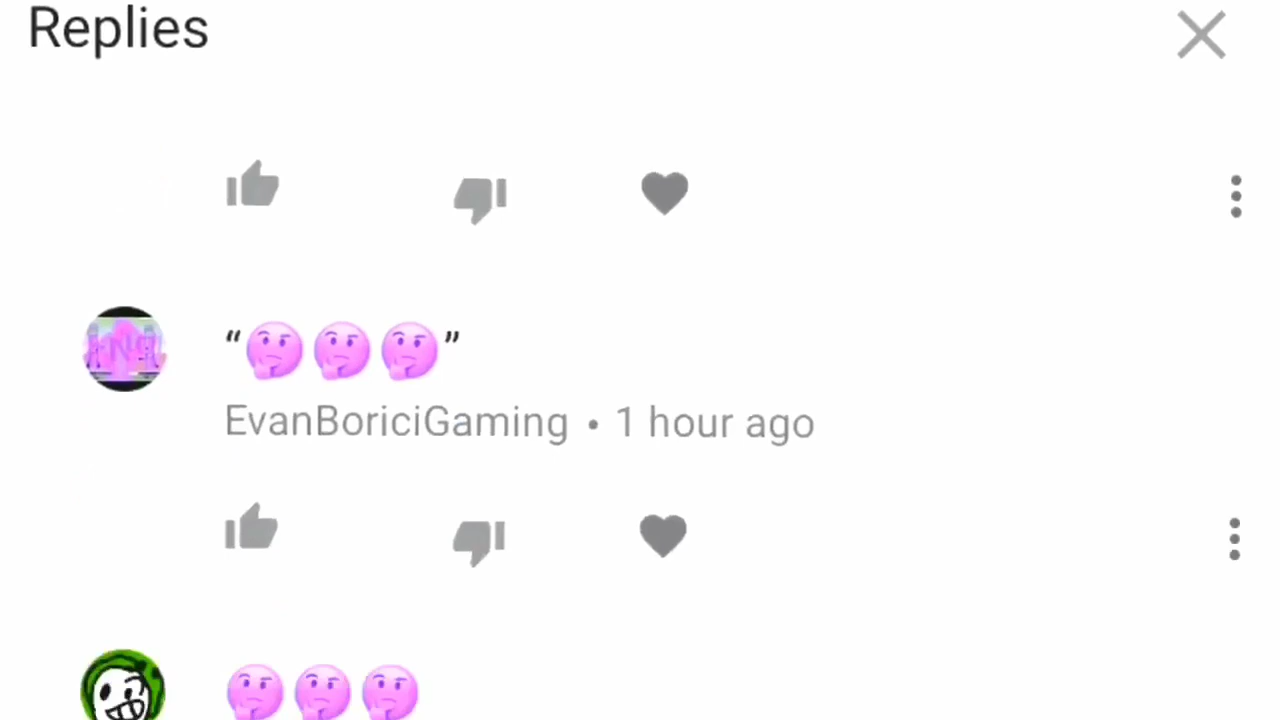 Replies
“🤔🤔🤔”
EvanBoriciGaming • 1 hour ago
🤔🤔🤔